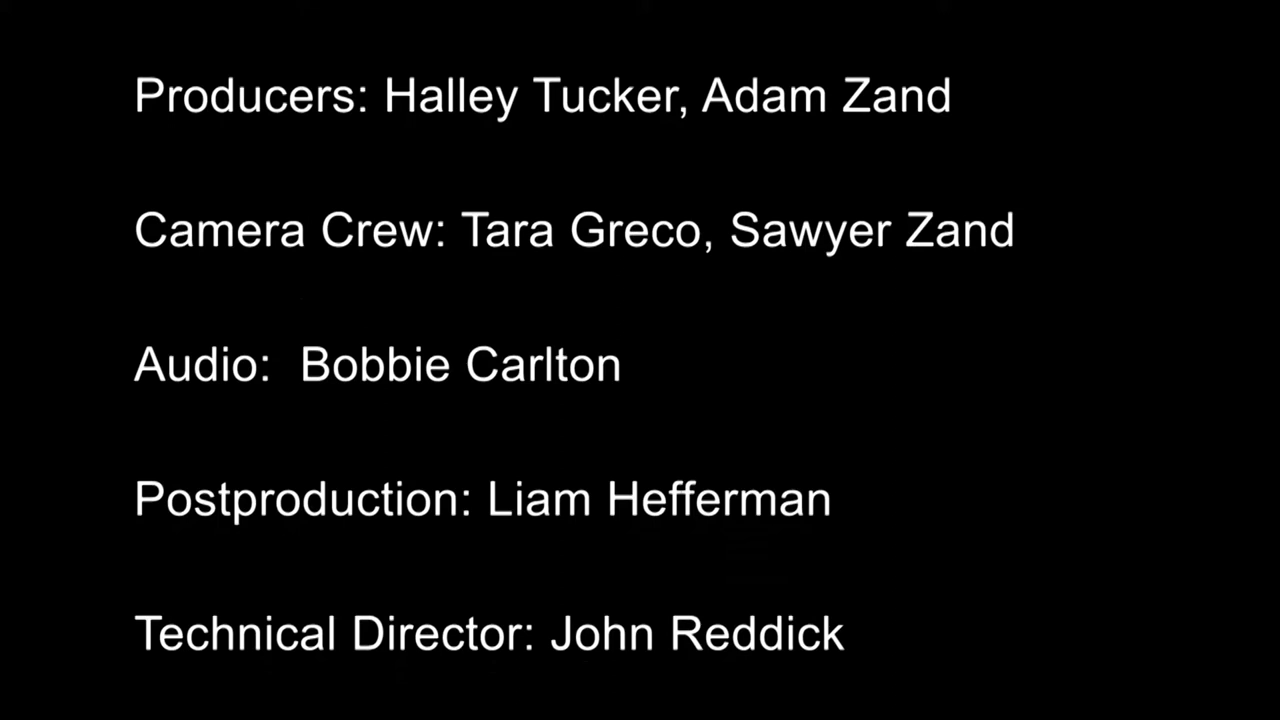 Producers: Halley Tucker, Adam Zand
Camera Crew: Tara Greco, Sawyer Zand
Audio:  Bobbie Carlton
Postproduction: Liam Hefferman
Technical Director: John Reddick